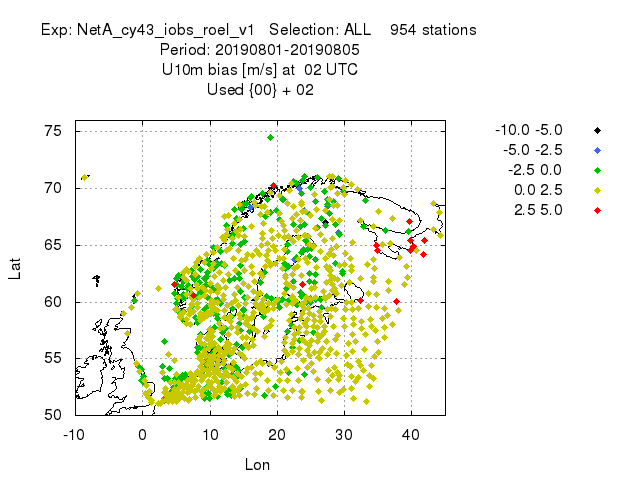 Exp: NetA_cy43_iobs_roel_v1   Selection: ALL    954 stations
Period: 20190801-20190805
U10m bias [m/s] at  02 UTC
Used {00} + 02
-10.0 -5.0
-5.0 -2.5
-2.5 0.0
0.0 2.5
2.5 5.0
75
70
65
60
55
50
Lat
-10 0 10 20 30 40
Lon